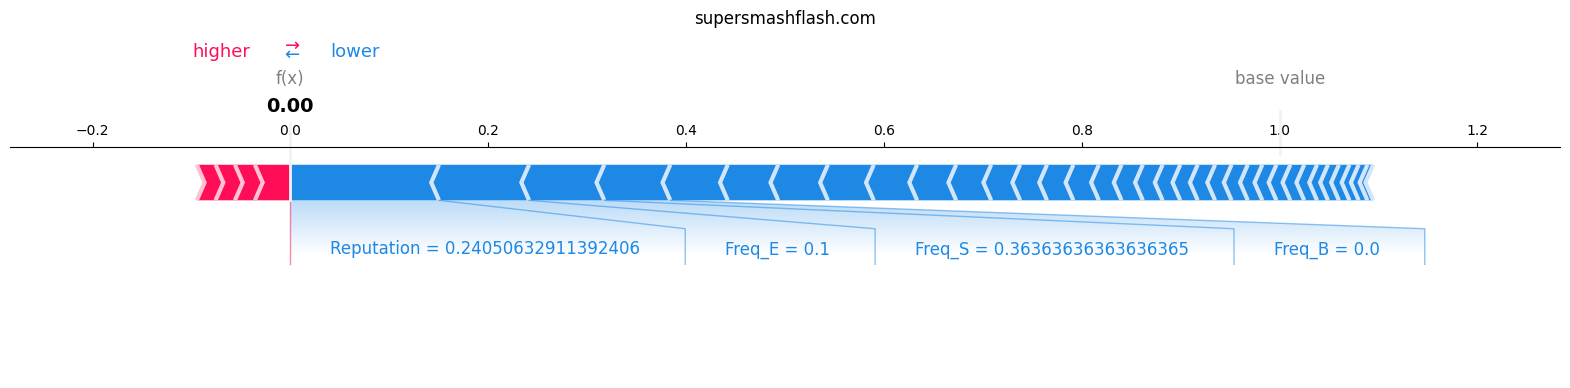 supersmashflash.com
higher → ← lower
f(x)
base value
0.00
−0.2 0.0 0.2 0.4 0.6 0.8 1.0 1.2
Reputation = 0.24050632911392406
Freq_E = 0.1
Freq_S = 0.36363636363636365
Freq_B = 0.0